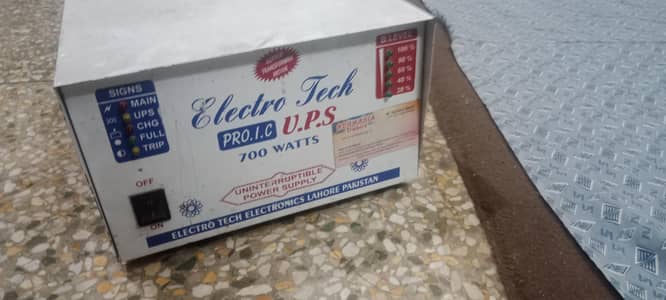 SIGNS
MAIN
UPS
CHG
FULL
TRIP
TRANSFORMER
Electro Tech
PRO.I.C U.P.S
700 WATTS
B.LEVEL
100 %
80 %
60 %
40 %
20 %
OFF
ON
UNINTERRUPTIBLE
POWER SUPPLY
ELECTRO TECH ELECTRONICS LAHORE PAKISTAN